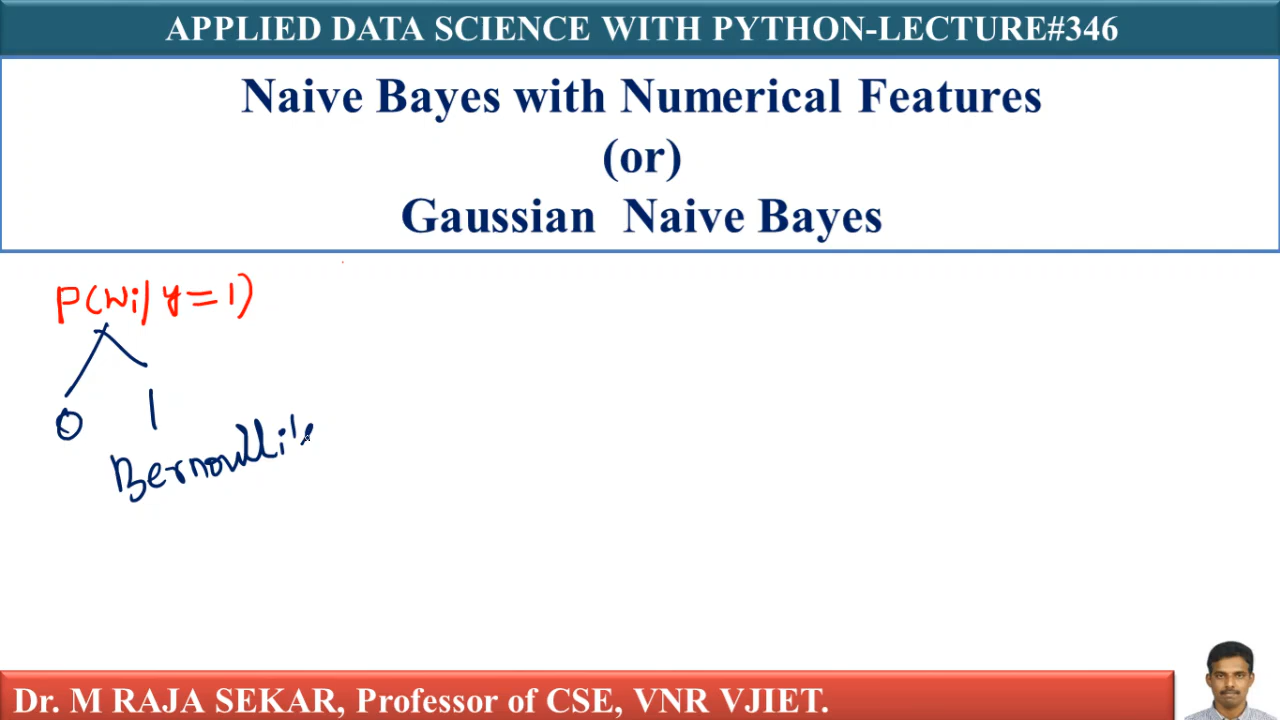 APPLIED DATA SCIENCE WITH PYTHON-LECTURE#346
Naive Bayes with Numerical Features
(or)
Gaussian Naive Bayes
P(wi/y=1)
0 1
Bernoulli's
Dr. M RAJA SEKAR, Professor of CSE, VNR VJIET.